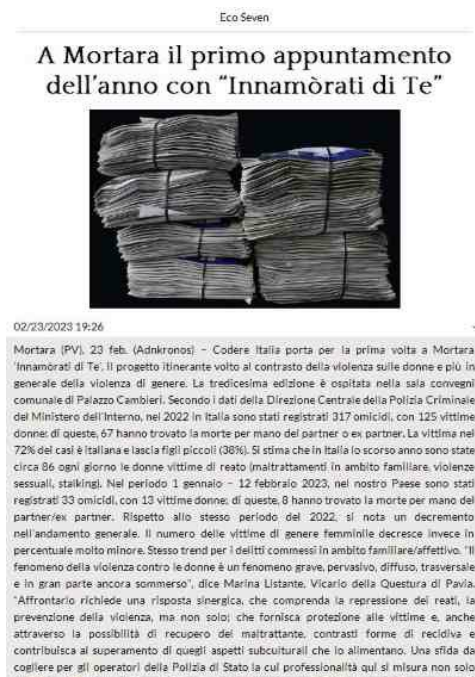 Eco Seven
A Mortara il primo appuntamento
dell'anno con "Innamòrati di Te"
02/23/2023 19:26
Mortara (PV), 23 feb. (Adnkronos) – Codere Italia porta per la prima volta a Mortara
'Innamòrati di Te'. Il progetto itinerante volto al contrasto della violenza sulle donne e più in
generale della violenza di genere. La tredicesima edizione è ospitata nella sala convegni
comunale di Palazzo Cambieri. Secondo i dati della Direzione Centrale della Polizia Criminale
del Ministero dell'Interno, nel 2022 in Italia sono stati registrati 317 omicidi, con 125 vittime
donne: di queste, 67 hanno trovato la morte per mano del partner o ex partner. La vittima nel
72% dei casi è italiana e lascia figli piccoli (38%). Si stima che in Italia lo scorso anno sono state
circa 86 ogni giorno le donne vittime di reato (maltrattamenti in ambito familiare, violenze
sessuali, stalking). Nel periodo 1 gennaio – 12 febbraio 2023, nel nostro Paese sono stati
registrati 33 omicidi, con 13 vittime donne; di queste, 8 hanno trovato la morte per mano del
partner/ex partner. Rispetto allo stesso periodo del 2022, si nota un decremento
nell'andamento generale. Il numero delle vittime di genere femminile decresce invece in
percentuale molto minore. Stesso trend per i delitti commessi in ambito familiare/affettivo. "Il
fenomeno della violenza contro le donne è un fenomeno grave, pervasivo, diffuso, trasversale
e in gran parte ancora sommerso", dice Marina Listante, Vicario della Questura di Pavia.
"Affrontarlo richiede una risposta sinergica, che comprenda la repressione dei reati, la
prevenzione della violenza, ma non solo; che fornisca protezione alle vittime e, anche
attraverso la possibilità di recupero del maltrattante, contrasti forme di recidiva e
contribuisca al superamento di quegli aspetti subculturali che lo alimentano. Una sfida da
cogliere per gli operatori della Polizia di Stato la cui professionalità qui si misura non solo